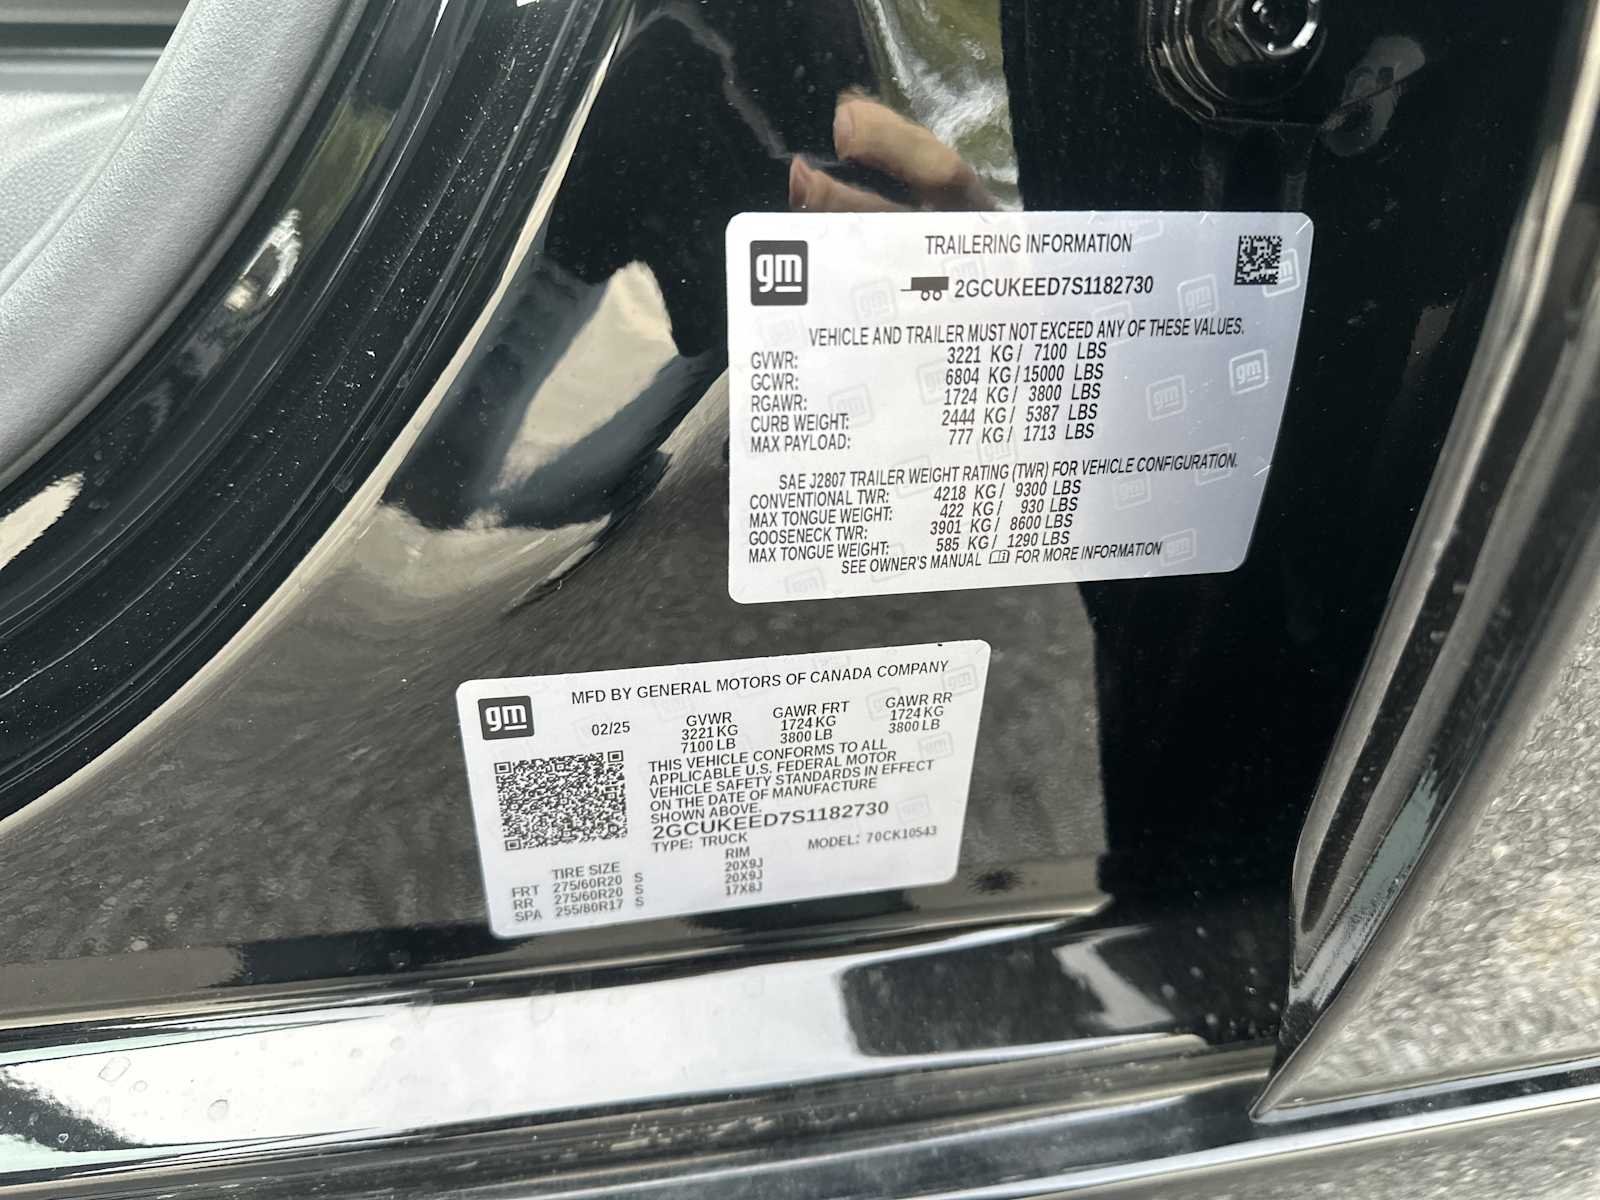 gm
TRAILERING INFORMATION
2GCUKEED7S1182730
VEHICLE AND TRAILER MUST NOT EXCEED ANY OF THESE VALUES.
GVWR: 3221 KG / 7100 LBS
GCWR: 6804 KG / 15000 LBS
RGAWR: 1724 KG / 3800 LBS
CURB WEIGHT: 2444 KG / 5387 LBS
MAX PAYLOAD: 777 KG / 1713 LBS
SAE J2807 TRAILER WEIGHT RATING (TWR) FOR VEHICLE CONFIGURATION.
CONVENTIONAL TWR: 4218 KG / 9300 LBS
MAX TONGUE WEIGHT: 422 KG / 930 LBS
GOOSENECK TWR: 3901 KG / 8600 LBS
MAX TONGUE WEIGHT: 585 KG / 1290 LBS
SEE OWNER'S MANUAL FOR MORE INFORMATION
gm
MFD BY GENERAL MOTORS OF CANADA COMPANY
02/25 GVWR GAWR FRT GAWR RR
3221 KG 1724 KG 1724 KG
7100 LB 3800 LB 3800 LB
THIS VEHICLE CONFORMS TO ALL
APPLICABLE U.S. FEDERAL MOTOR
VEHICLE SAFETY STANDARDS IN EFFECT
ON THE DATE OF MANUFACTURE
SHOWN ABOVE.
2GCUKEED7S1182730
TYPE: TRUCK MODEL: 70CK10543
TIRE SIZE RIM
FRT 275/60R20 S 20X9J
RR 275/60R20 S 20X9J
SPA 255/80R17 S 17X8J